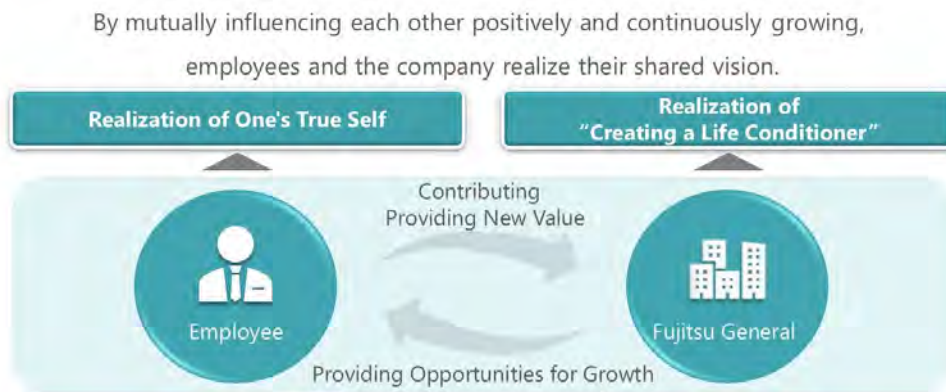 By mutually influencing each other positively and continuously growing,
employees and the company realize their shared vision.
Realization of One's True Self
Realization of
“Creating a Life Conditioner”
Contributing
Providing New Value
Employee
Fujitsu General
Providing Opportunities for Growth